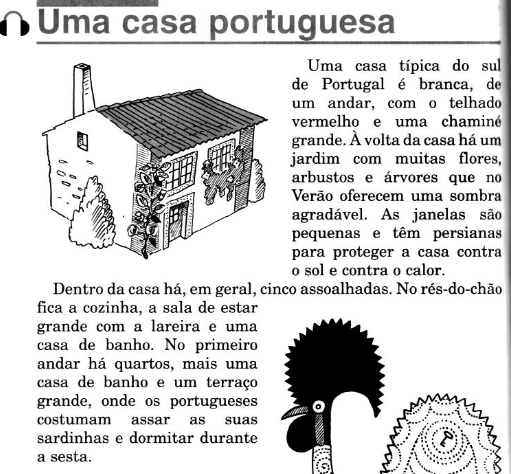 Uma casa portuguesa
Uma casa típica do sul
de Portugal é branca, de
um andar, com o telhado
vermelho e uma chaminé
grande. À volta da casa há um
jardim com muitas flores,
arbustos e árvores que no
Verão oferecem uma sombra
agradável. As janelas são
pequenas e têm persianas
para proteger a casa contra
o sol e contra o calor.
Dentro da casa há, em geral, cinco assoalhadas. No rés-do-chão
fica a cozinha, a sala de estar
grande com a lareira e uma
casa de banho. No primeiro
andar há quartos, mais uma
casa de banho e um terraço
grande, onde os portugueses
costumam assar as suas
sardinhas e dormitar durante
a sesta.